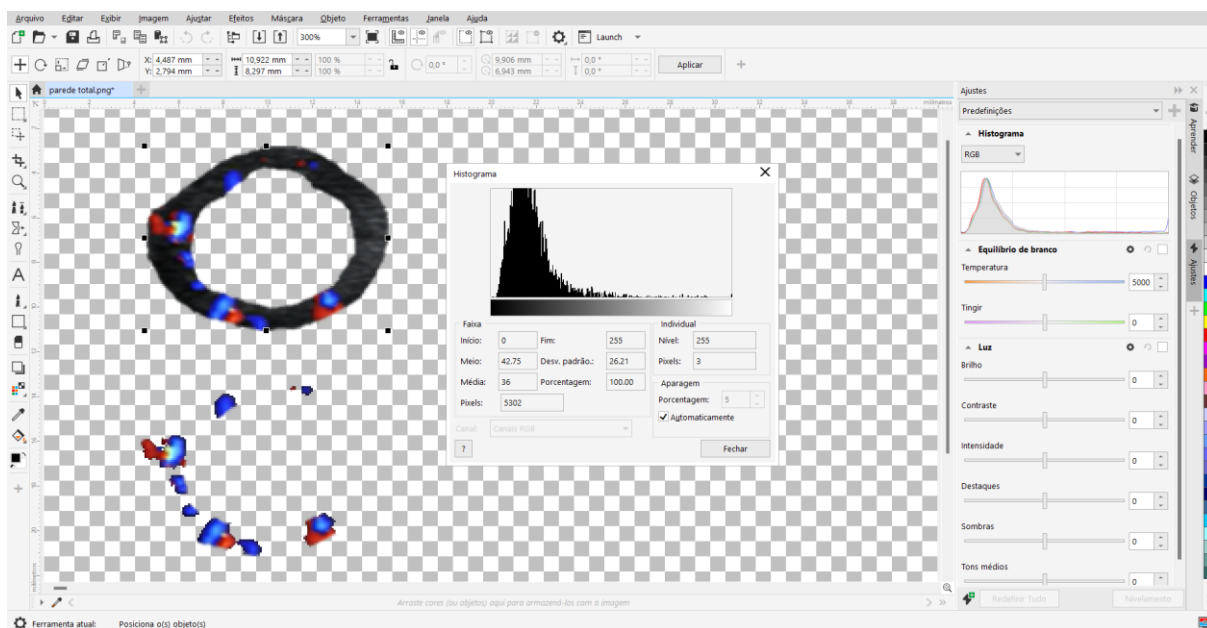 Arquivo Editar Exibir Imagem Ajustar Efeitos Máscara Objeto Ferramentas Janela Ajuda
300% Launch
X: 4,487 mm 10,922 mm 100 % 0,0 ° 9,906 mm 0,0 ° Aplicar
Y: 2,794 mm 8,297 mm 100 % 6,943 mm 0,0 °
parede total.png*
milímetros
Histograma
Faixa
Início: 0 Fim: 255
Meio: 42.75 Desv. padrão.: 26.21
Média: 36 Porcentagem: 100.00
Pixels: 5302
Canal: Canais RGB
?
Individual
Nível: 255
Pixels: 3
Aparagem
Porcentagem: 5
Automaticamente
Fechar
Ajustes
Predefinições
Histograma
RGB
Equilíbrio de branco
Temperatura
5000
Tingir
0
Luz
Brilho
0
Contraste
0
Intensidade
0
Destaques
0
Sombras
0
Tons médios
0
Redefinir Tudo Nivelamento
Aprender
Objetos
Ajustes
Arraste cores (ou objetos) aqui para armazená-los com a imagem
Ferramenta atual: Posiciona o(s) objeto(s)